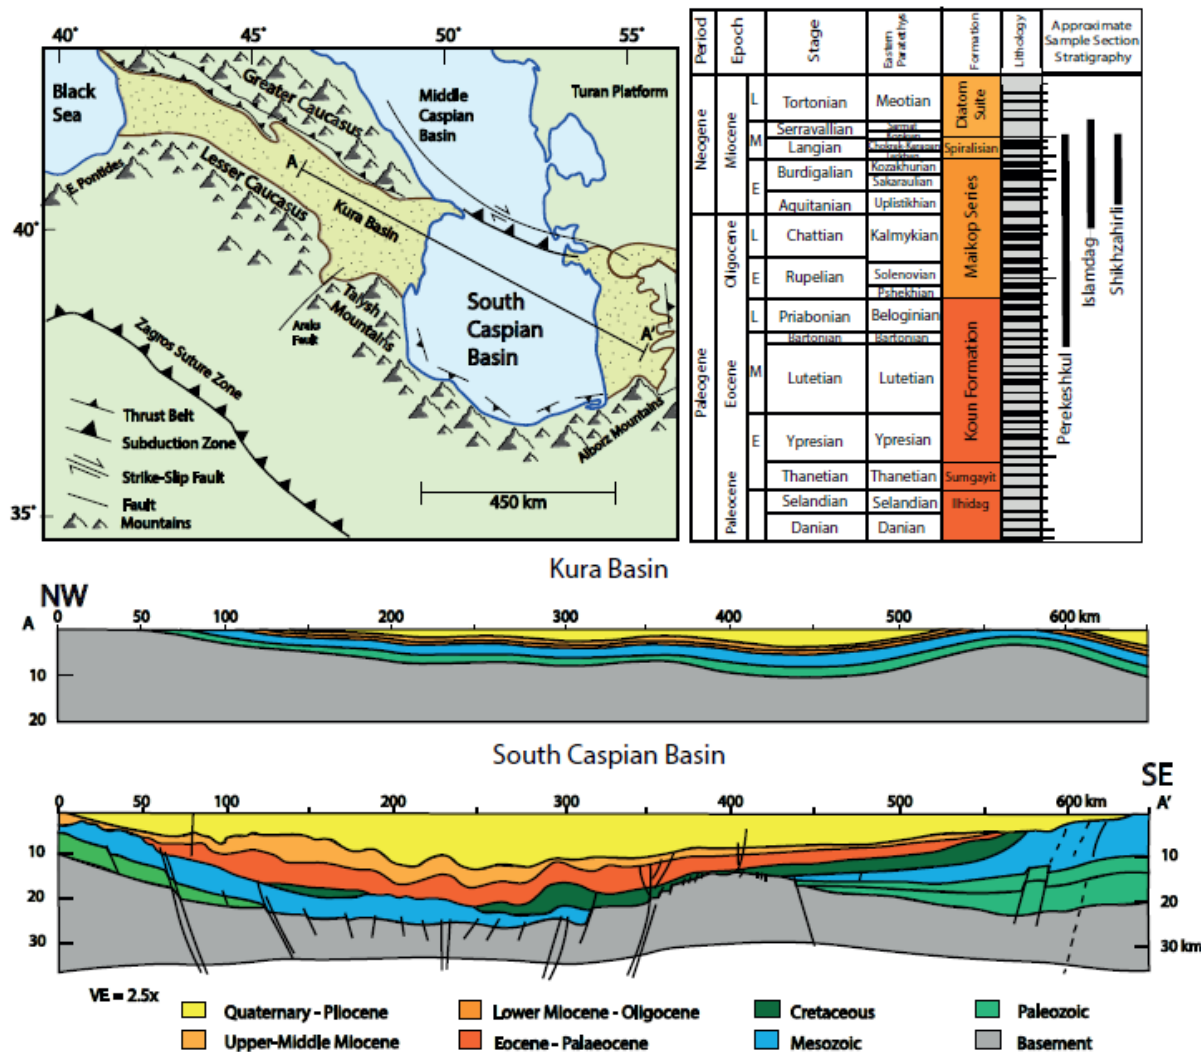 40°
45°
50°
55°
Black
Sea
Greater Caucasus
Middle
Caspian
Basin
Turan Platform
E. Pontides
Lesser Caucasus
A
Kura Basin
40°
South
Caspian
Basin
A'
Talysh
Mountains
Araks
Fault
Zagros Suture Zone
Alborz Mountains
Thrust Belt
Subduction Zone
Strike-Slip Fault
Fault
Mountains
450 km
35°
Period
Epoch
Stage
Eastern
Paratethys
Formation
Lithology
Approximate
Sample Section
Stratigraphy
Neogene
Paleogene
Miocene
Oligocene
Eocene
Paleocene
L
M
E
L
E
L
M
E
Tortonian
Serravallian
Langian
Burdigalian
Aquitanian
Chattian
Rupelian
Priabonian
Bartonian
Lutetian
Ypresian
Thanetian
Selandian
Danian
Meotian
Sarmat
Konkian
Chokrak-Karagan
Tarkhan
Kozakhurian
Sakaraulian
Uplistikhian
Kalmykian
Solenovian
Pshekhian
Beloginian
Bartonian
Lutetian
Ypresian
Thanetian
Selandian
Danian
Diatom
Suite
Spiralisian
Maikop Series
Koun Formation
Sumgayit
Ilhidag
Perekeshkul
Islamdag
Shikhzahirli
Kura Basin
NW
0 50 100 200 300 400 500 600 km
A
10
20
South Caspian Basin
SE
0 50 100 200 300 400 500 600 km A'
10 10
20 20
30 30 km
VE = 2.5x
Quaternary - Pliocene
Lower Miocene - Oligocene
Cretaceous
Paleozoic
Upper-Middle Miocene
Eocene - Palaeocene
Mesozoic
Basement